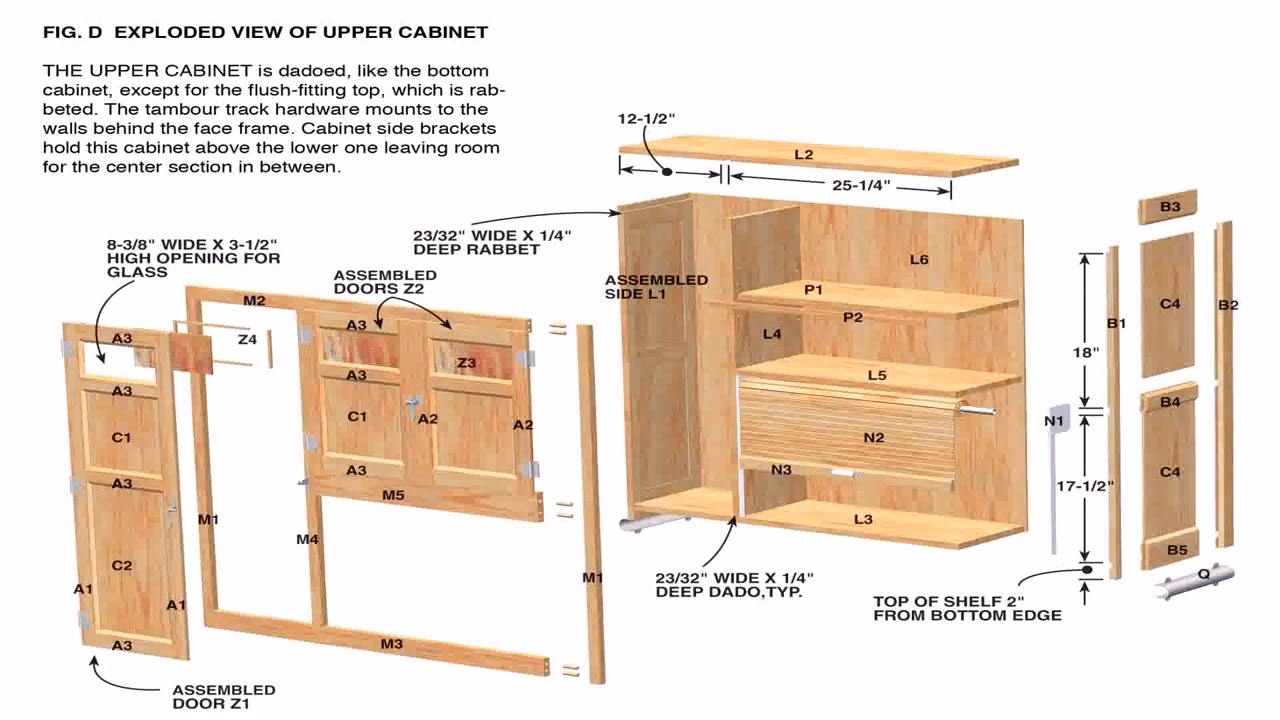 FIG. D EXPLODED VIEW OF UPPER CABINET
THE UPPER CABINET is dadoed, like the bottom
cabinet, except for the flush-fitting top, which is rab-
beted. The tambour track hardware mounts to the
walls behind the face frame. Cabinet side brackets
hold this cabinet above the lower one leaving room
for the center section in between.
12-1/2"
L2
25-1/4"
B3
8-3/8" WIDE X 3-1/2"
HIGH OPENING FOR
GLASS
23/32" WIDE X 1/4"
DEEP RABBET
ASSEMBLED
DOORS Z2
ASSEMBLED
SIDE L1
L6
P1
P2
L4
L5
N2
N3
L3
M2
A3
Z4
A3
Z3
A3
A3
C1
A2
A2
C1
A3
A3
M5
M1
M4
C2
A1
A1
A3
M3
M1
C4
B2
B1
18"
B4
N1
C4
17-1/2"
B5
Q
23/32" WIDE X 1/4"
DEEP DADO,TYP.
TOP OF SHELF 2"
FROM BOTTOM EDGE
ASSEMBLED
DOOR Z1